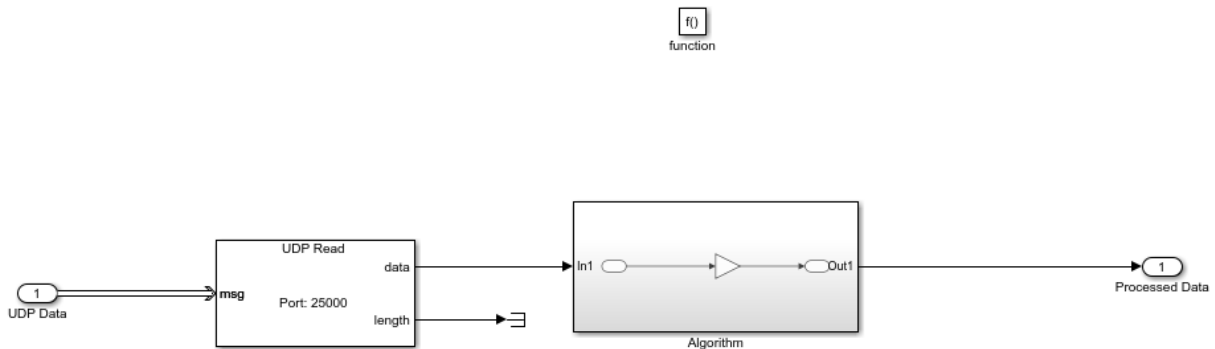 f()
function
UDP Read
data
In1
Out1
1
Processed Data
1
UDP Data
msg
Port: 25000
length
Algorithm